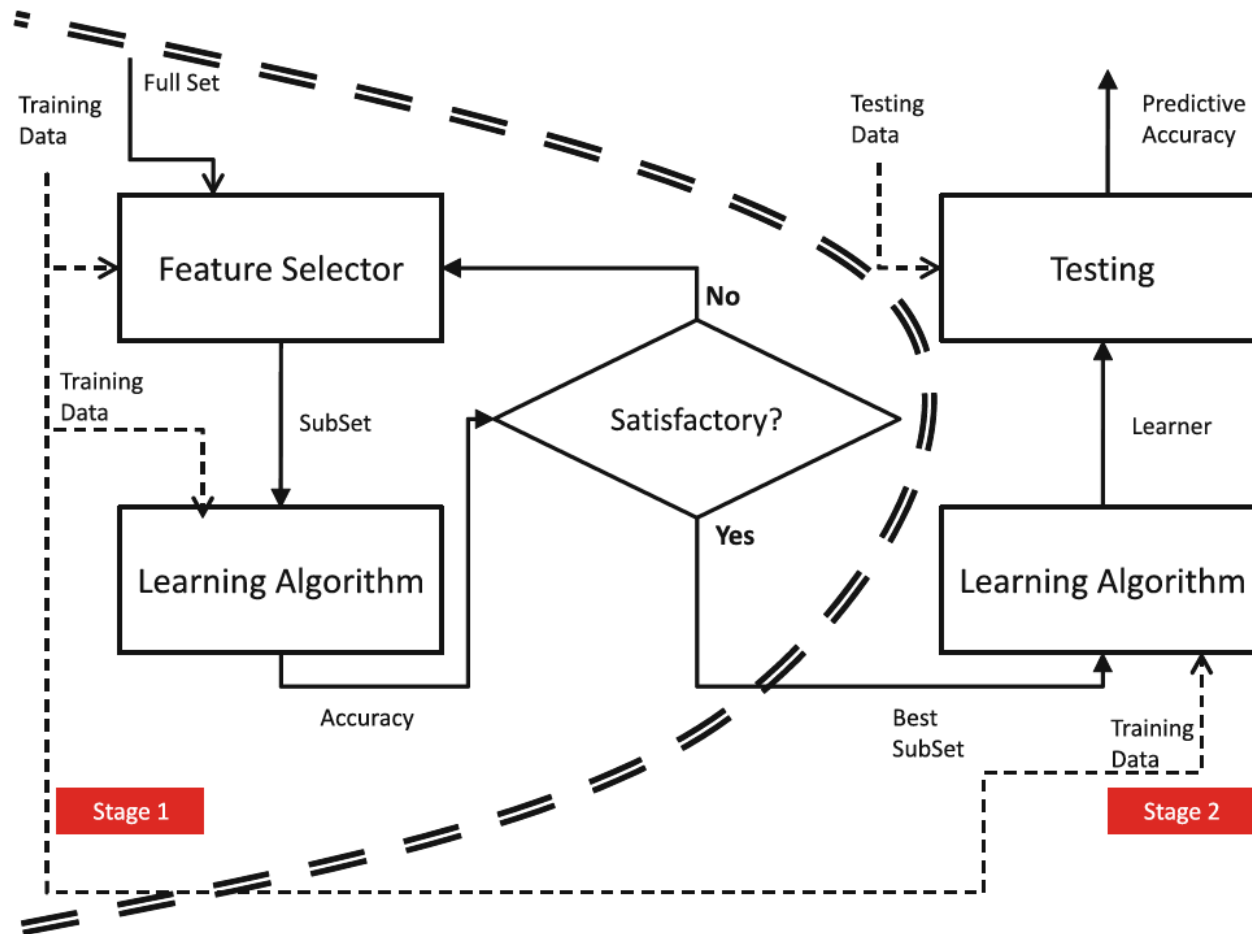 Full Set
Training
Data
Testing
Data
Predictive
Accuracy
Feature Selector
Testing
No
Training
Data
SubSet
Satisfactory?
Learner
Yes
Learning Algorithm
Learning Algorithm
Accuracy
Best
SubSet
Training
Data
Stage 1
Stage 2